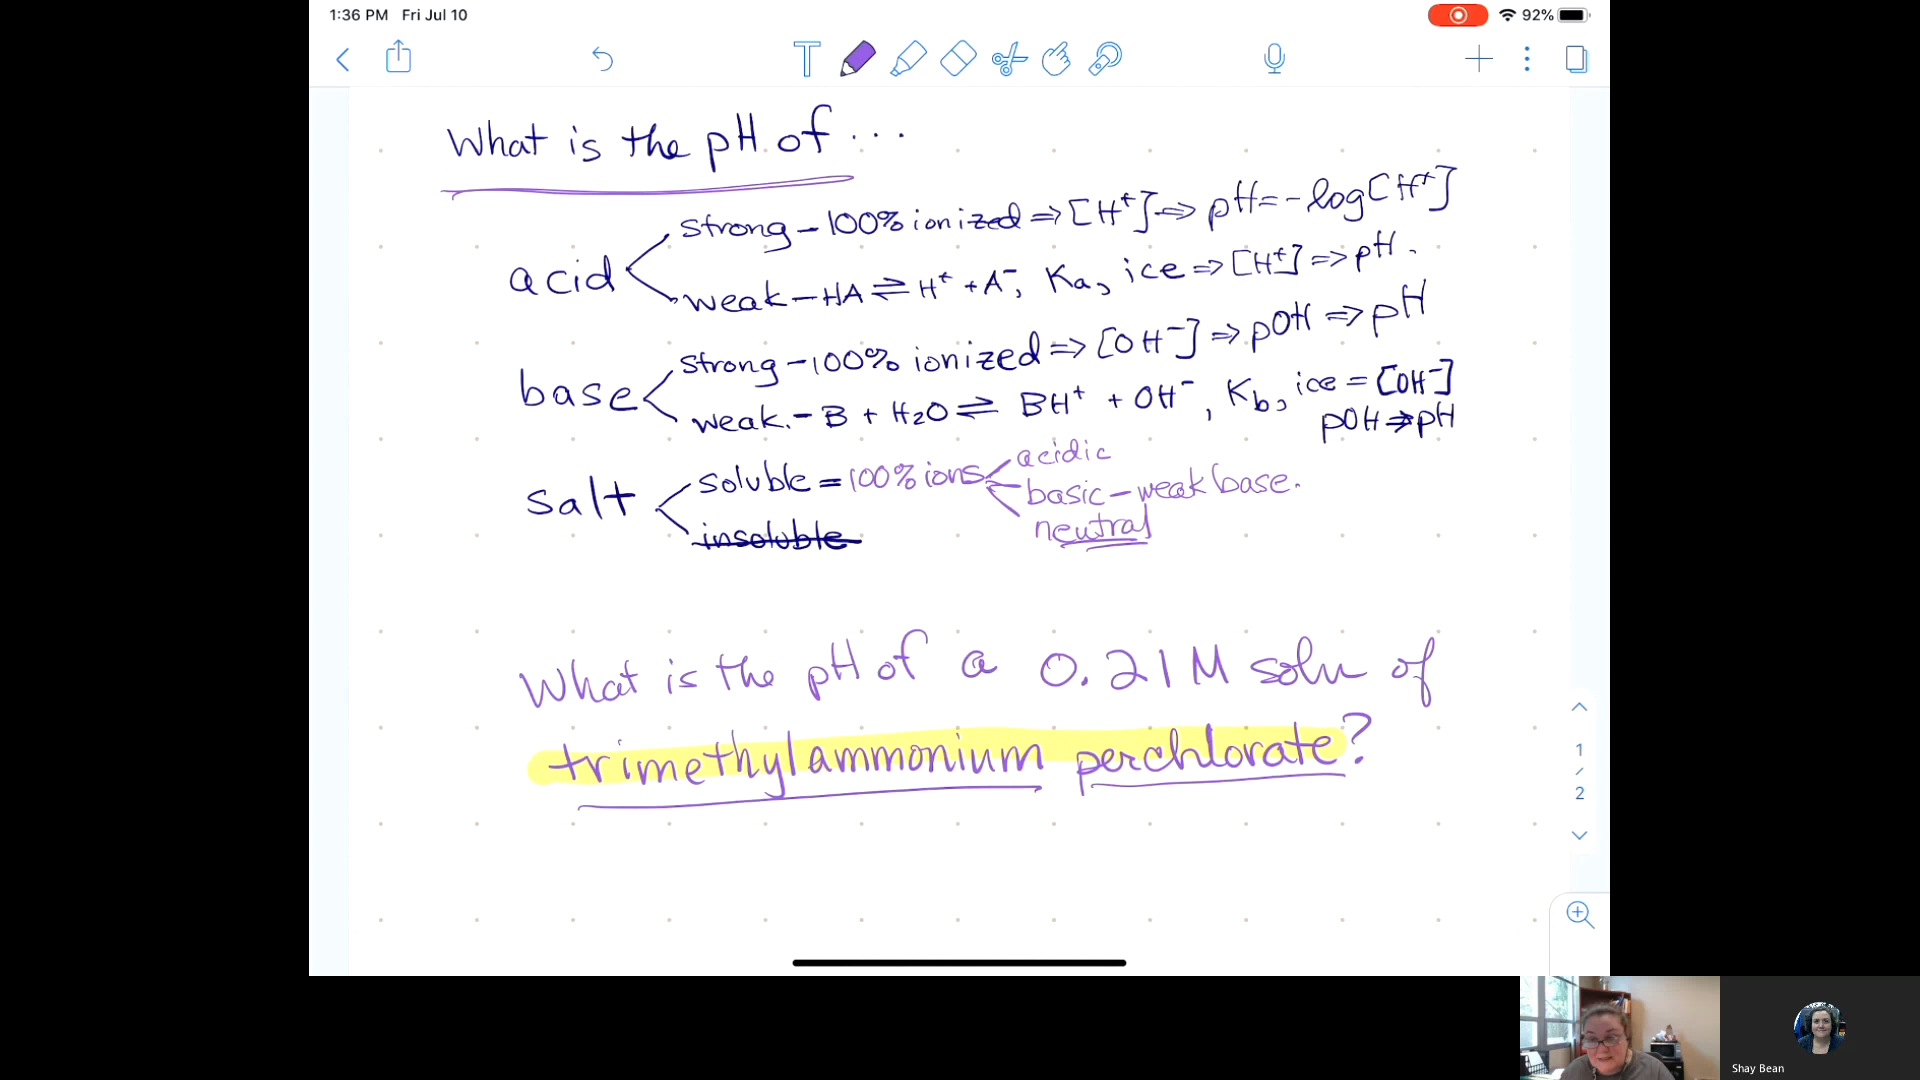 1:36 PM Fri Jul 10
92%
What is the pH of ...
acid
strong - 100% ionized ⇒ [H⁺] ⇒ pH = -log[H⁺]
weak - HA ⇌ H⁺ + A⁻, Ka, ice ⇒ [H⁺] ⇒ pH.
base
strong - 100% ionized ⇒ [OH⁻] ⇒ pOH ⇒ pH
weak. - B + H₂O ⇌ BH⁺ + OH⁻, Kb, ice = [OH⁻]
pOH ⇒ pH
salt
soluble = 100% ions
acidic
basic - weak base.
neutral
insoluble
What is the pH of a 0.21 M soln of
trimethylammonium perchlorate?
1
/
2
Shay Bean